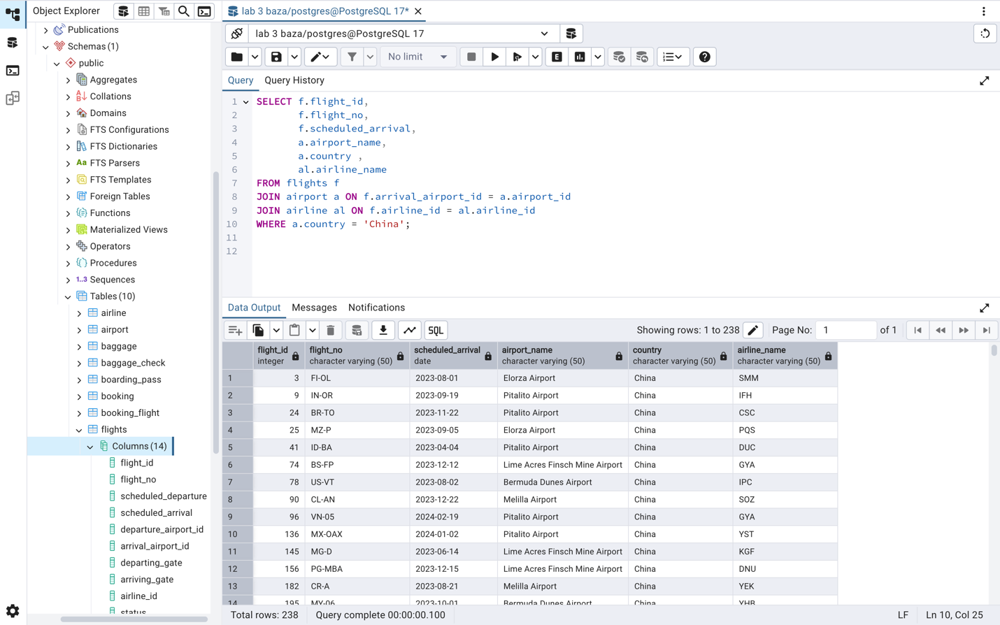 Object Explorer
Publications
Schemas (1)
public
Aggregates
Collations
Domains
FTS Configurations
FTS Dictionaries
Aa FTS Parsers
FTS Templates
Foreign Tables
Functions
Materialized Views
Operators
Procedures
1..3 Sequences
Tables (10)
airline
airport
baggage
baggage_check
boarding_pass
booking
booking_flight
flights
Columns (14)
flight_id
flight_no
scheduled_departure
scheduled_arrival
departure_airport_id
arrival_airport_id
departing_gate
arriving_gate
airline_id
status
lab 3 baza/postgres@PostgreSQL 17*
lab 3 baza/postgres@PostgreSQL 17
No limit
E
Query Query History
1 SELECT f.flight_id,
2 f.flight_no,
3 f.scheduled_arrival,
4 a.airport_name,
5 a.country ,
6 al.airline_name
7 FROM flights f
8 JOIN airport a ON f.arrival_airport_id = a.airport_id
9 JOIN airline al ON f.airline_id = al.airline_id
10 WHERE a.country = 'China';
11
12
Data Output Messages Notifications
SQL Showing rows: 1 to 238 Page No: 1 of 1
flight_id flight_no scheduled_arrival airport_name country airline_name
integer character varying (50) date character varying (50) character varying (50) character varying (50)
1 3 FI-OL 2023-08-01 Elorza Airport China SMM
2 9 IN-OR 2023-09-19 Pitalito Airport China IFH
3 24 BR-TO 2023-11-22 Pitalito Airport China CSC
4 25 MZ-P 2023-09-05 Elorza Airport China PQS
5 41 ID-BA 2023-04-04 Pitalito Airport China DUC
6 74 BS-FP 2023-12-12 Lime Acres Finsch Mine Airport China GYA
7 78 US-VT 2023-08-02 Bermuda Dunes Airport China IPC
8 90 CL-AN 2023-12-22 Melilla Airport China SOZ
9 96 VN-05 2024-02-19 Pitalito Airport China GYA
10 136 MX-OAX 2024-01-02 Pitalito Airport China YST
11 145 MG-D 2023-06-14 Lime Acres Finsch Mine Airport China KGF
12 156 PG-MBA 2023-12-15 Lime Acres Finsch Mine Airport China DNU
13 182 CR-A 2023-08-21 Melilla Airport China YEK
14 195 MY-06 2023-10-01 Bermuda Dunes Airport China YHB
Total rows: 238 Query complete 00:00:00.100 LF Ln 10, Col 25